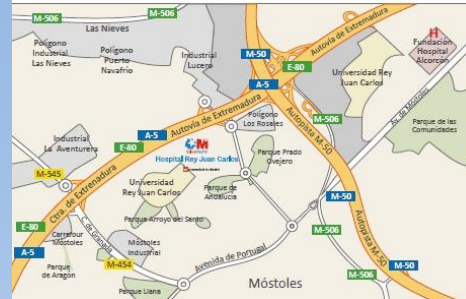 M-506
M-506
Las Nieves
Polígono
Industrial
Las Nieves
Polígono
Puerto
Navafrío
Industrial
Lucero
M-50
E-80
A-5
Autovía de Extremadura
H
Fundación
Hospital
Alcorcón
Universidad Rey
Juan Carlos
M-506
Av. de Móstoles
Parque de las
Comunidades
Autovía de Extremadura
A-5
E-80
Polígono
Los Rosales
Autopista M-50
Industrial
La Aventurera
M
Hospital Rey Juan Carlos
Parque Prado
Ovejero
M-545
Ctra. de Extremadura
Universidad
Rey Juan Carlos
Parque de
Andalucía
M-50
E-80
A-5
Carrefour
Móstoles
C. de Granada
Parque Arroyo del Soto
Móstoles
Industrial
M-506
Autopista M-50
Parque
de Aragón
M-454
Avenida de Portugal
M-50
M-506
Parque Liana
Móstoles